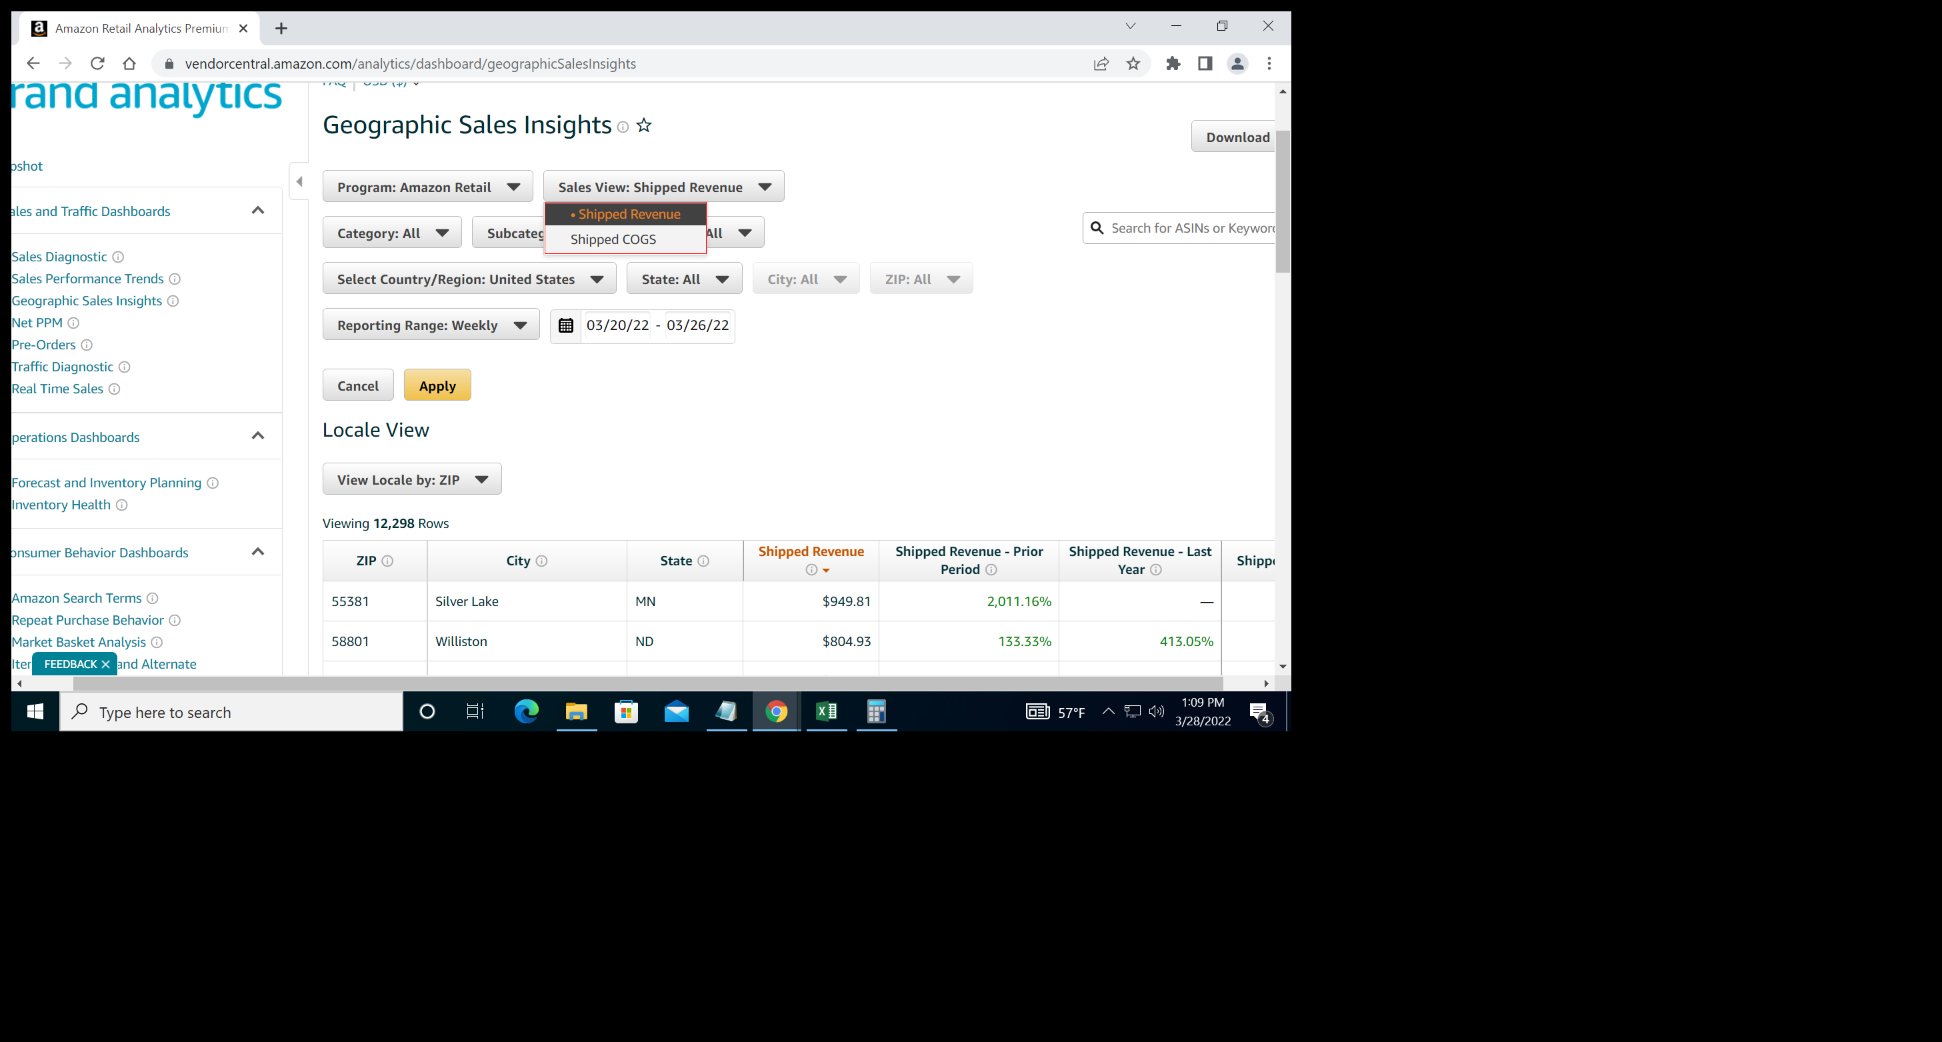 Amazon Retail Analytics Premium
vendorcentral.amazon.com/analytics/dashboard/geographicSalesInsights
rand analytics
FAQ | USD ($)
Geographic Sales Insights
Download
pshot
Program: Amazon Retail
Sales View: Shipped Revenue
ales and Traffic Dashboards
• Shipped Revenue
Category: All
Subcateg
All
Search for ASINs or Keywor
Shipped COGS
Sales Diagnostic
Sales Performance Trends
Select Country/Region: United States
State: All
City: All
ZIP: All
Geographic Sales Insights
Net PPM
Reporting Range: Weekly
03/20/22 - 03/26/22
Pre-Orders
Traffic Diagnostic
Real Time Sales
Cancel
Apply
perations Dashboards
Locale View
Forecast and Inventory Planning
View Locale by: ZIP
Inventory Health
Viewing 12,298 Rows
onsumer Behavior Dashboards
ZIP
City
State
Shipped Revenue
Shipped Revenue - Prior Period
Shipped Revenue - Last Year
Shippe
Amazon Search Terms
55381 Silver Lake MN $949.81 2,011.16% —
Repeat Purchase Behavior
Market Basket Analysis
58801 Williston ND $804.93 133.33% 413.05%
Iter
FEEDBACK
and Alternate
Type here to search
57°F
1:09 PM
3/28/2022
4